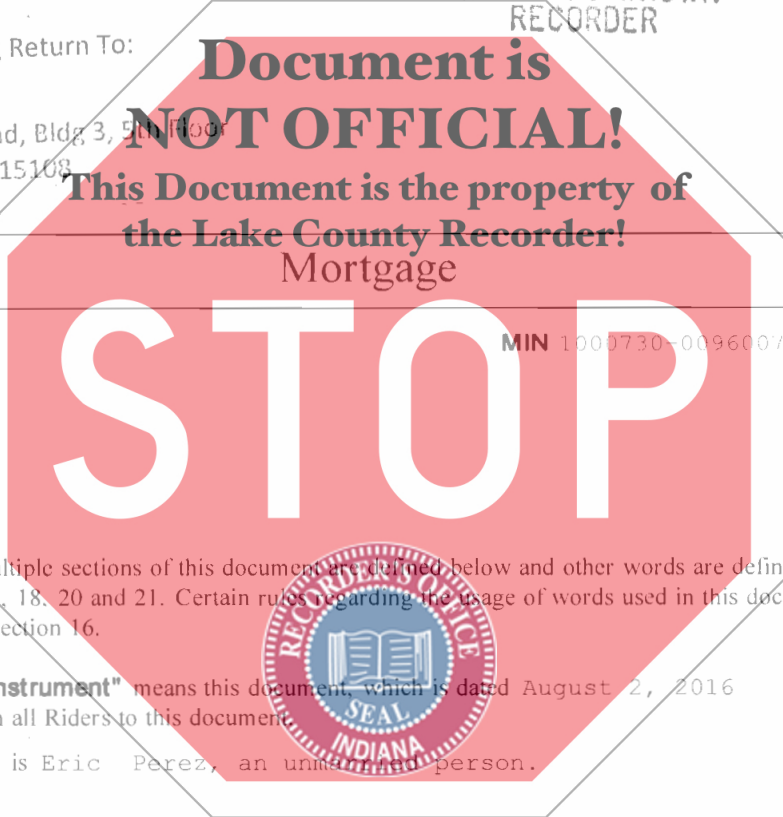 RECORDER
Return To:
Document is
NOT OFFICIAL!
nd, Bldg 3, 5th Floor
15108
This Document is the property of
the Lake County Recorder!
Mortgage
STOP
MIN 1000730-0096007
ltiple sections of this document are defined below and other words are defin
, 18, 20 and 21. Certain rules regarding the usage of words used in this doc
ection 16.
nstrument" means this document, which is dated August 2, 2016
all Riders to this document.
is Eric Perez, an unmarried person.
RECORDER'S OFFICE
SEAL
INDIANA